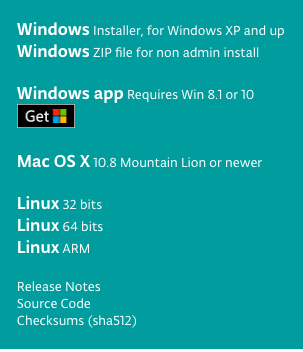 Windows Installer, for Windows XP and up
Windows ZIP file for non admin install
Windows app Requires Win 8.1 or 10
Get
Mac OS X 10.8 Mountain Lion or newer
Linux 32 bits
Linux 64 bits
Linux ARM
Release Notes
Source Code
Checksums (sha512)